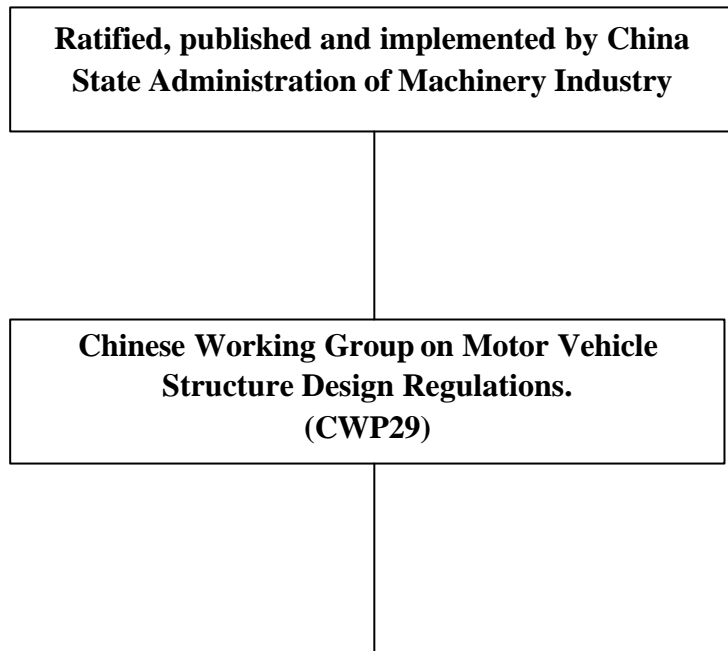 Ratified, published and implemented by China
State Administration of Machinery Industry
Chinese Working Group on Motor Vehicle
Structure Design Regulations.
(CWP29)